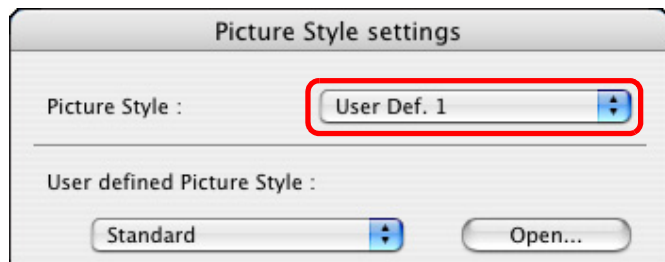 Picture Style settings
Picture Style : User Def. 1
User defined Picture Style :
Standard Open...